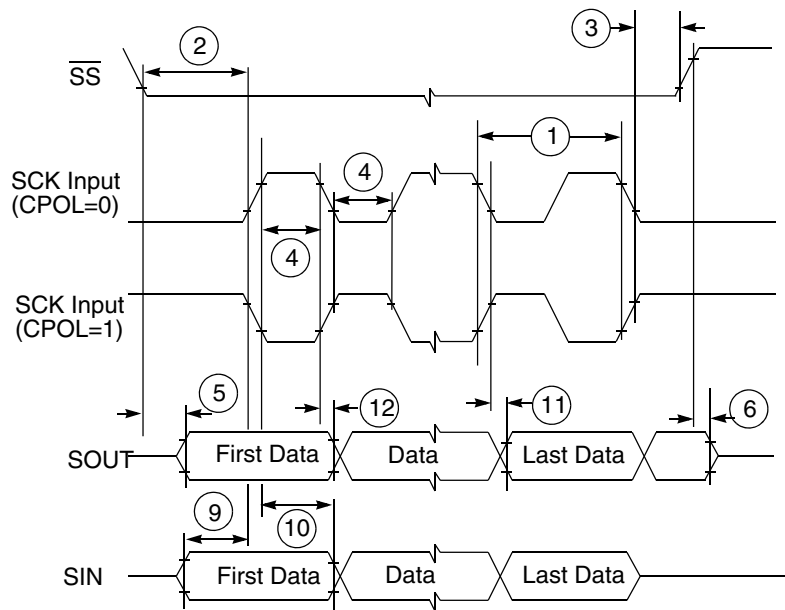 2
3
SS
1
SCK Input
(CPOL=0)
4
4
SCK Input
(CPOL=1)
5
12
11
6
SOUT
First Data
Data
Last Data
9
10
SIN
First Data
Data
Last Data